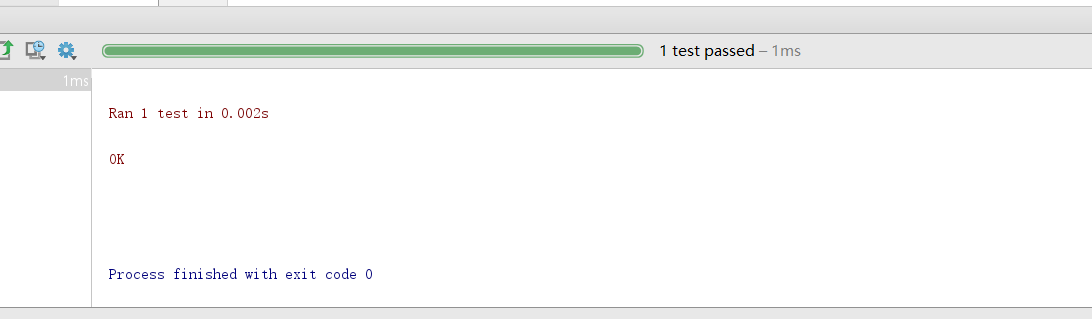 1 test passed – 1ms
1ms
Ran 1 test in 0.002s
OK
Process finished with exit code 0